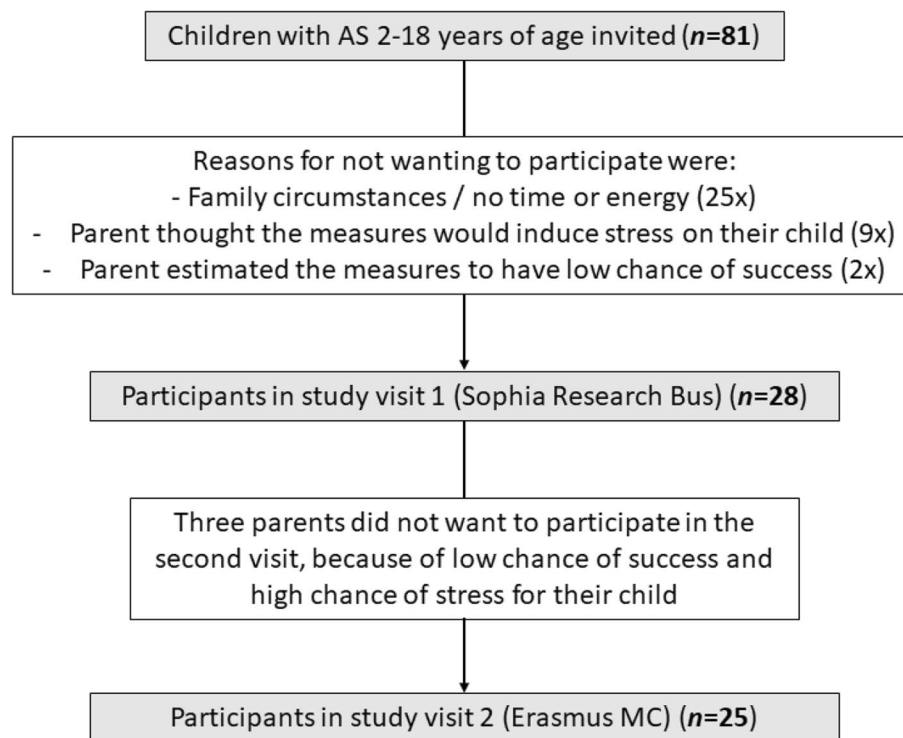 Children with AS 2-18 years of age invited (n=81)
Reasons for not wanting to participate were:
- Family circumstances / no time or energy (25x)
- Parent thought the measures would induce stress on their child (9x)
- Parent estimated the measures to have low chance of success (2x)
Participants in study visit 1 (Sophia Research Bus) (n=28)
Three parents did not want to participate in the
second visit, because of low chance of success and
high chance of stress for their child
Participants in study visit 2 (Erasmus MC) (n=25)